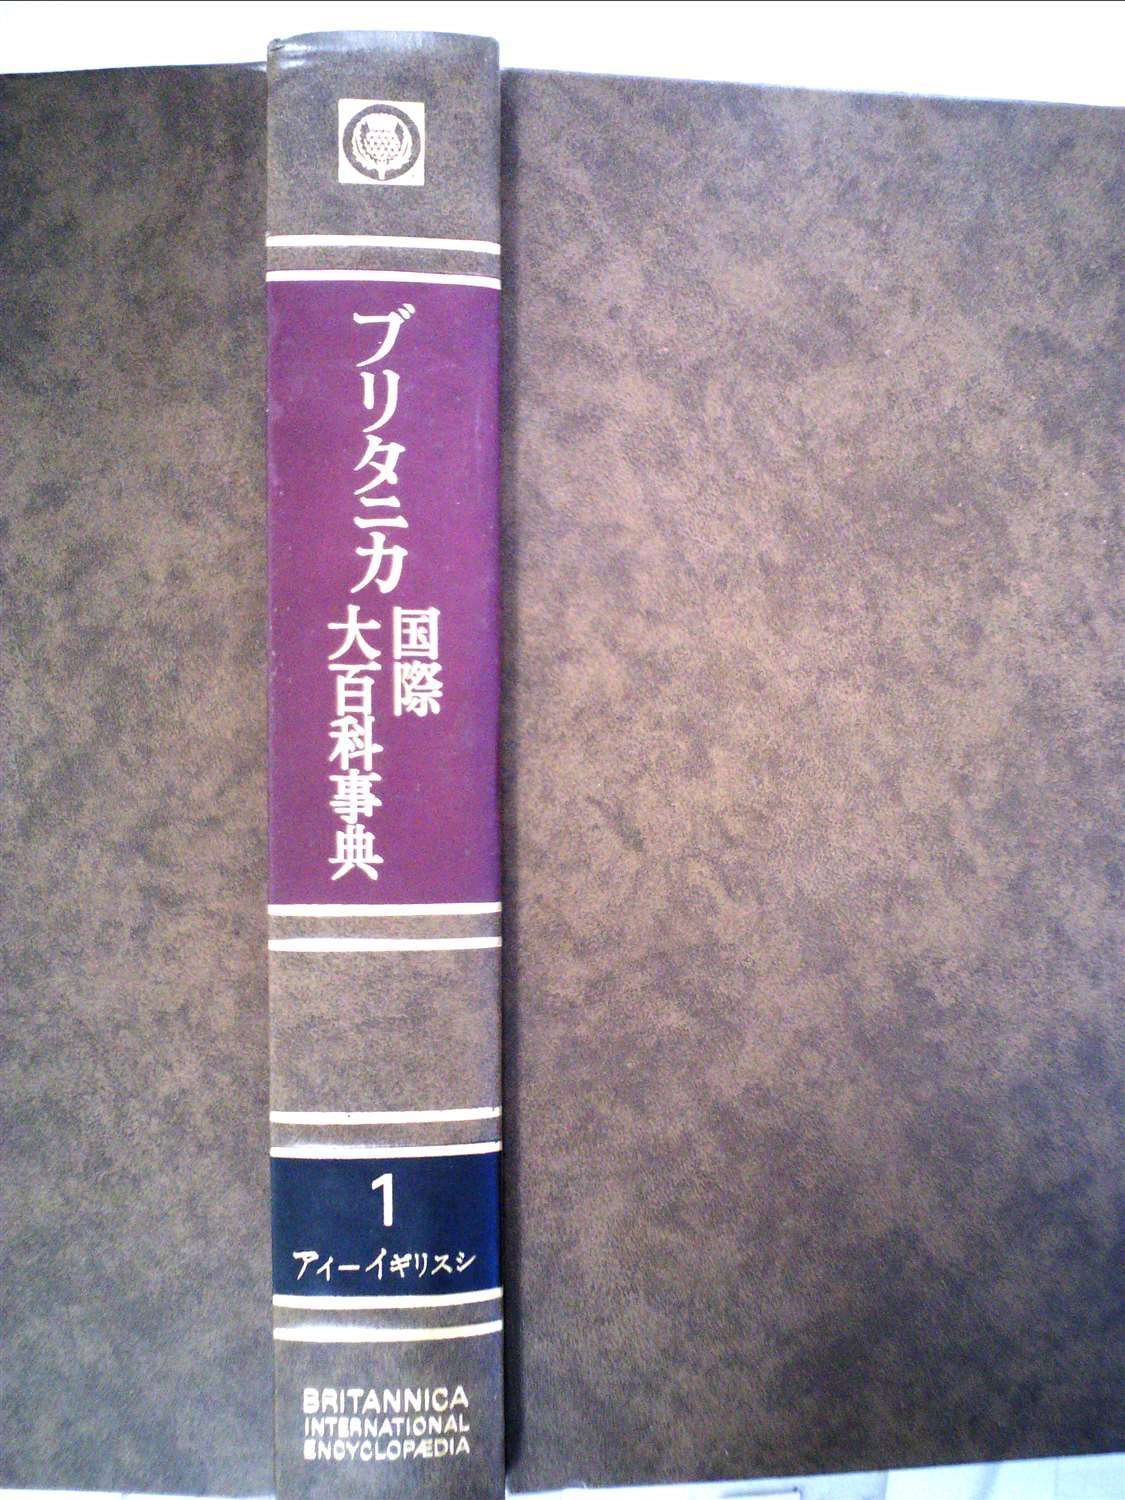 ブリタニカ
国際
大百科事典
1
アイーイギリスシ
BRITANNICA
INTERNATIONAL
ENCYCLOPÆDIA